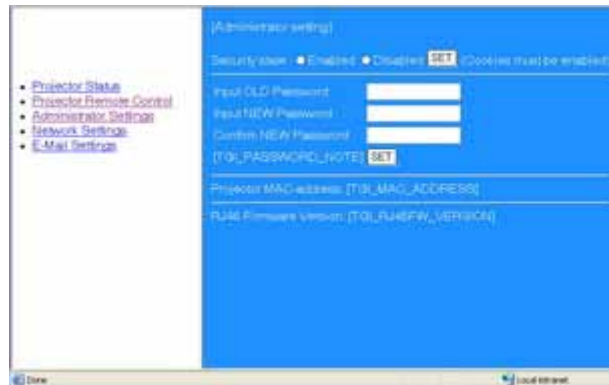 [Administrator setting]
Security state: Enabled Disabled SET (Cookies must be enabled)
Projector Status
Projector Remote Control
Administrator Settings
Network Settings
E-Mail Settings
Input OLD Password
Input NEW Password
Confirm NEW Password
[TGI_PASSWORD_NOTE] SET
Projector MAC-address: [TGI_MAC_ADDRESS]
RJ45 Firmware Version: [TGI_RJ45FW_VERSION]
Done
Local intranet